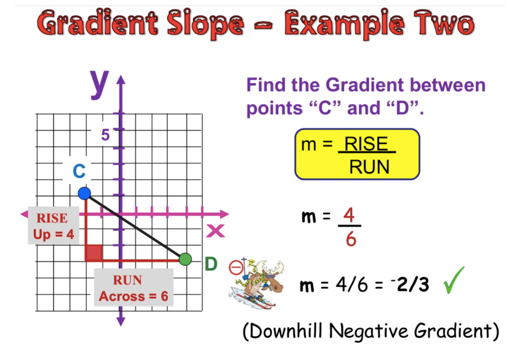 Gradient Slope – Example Two
y
Find the Gradient between
points “C” and “D”.
5
m = RISE
RUN
C
RISE
Up = 4
x
m = 4
6
D
RUN
Across = 6
m = 4/6 = ⁻2/3 ✓
(Downhill Negative Gradient)